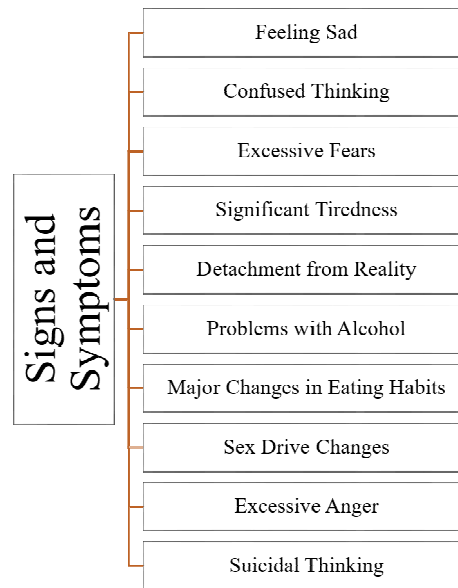 Signs and
Symptoms
Feeling Sad
Confused Thinking
Excessive Fears
Significant Tiredness
Detachment from Reality
Problems with Alcohol
Major Changes in Eating Habits
Sex Drive Changes
Excessive Anger
Suicidal Thinking